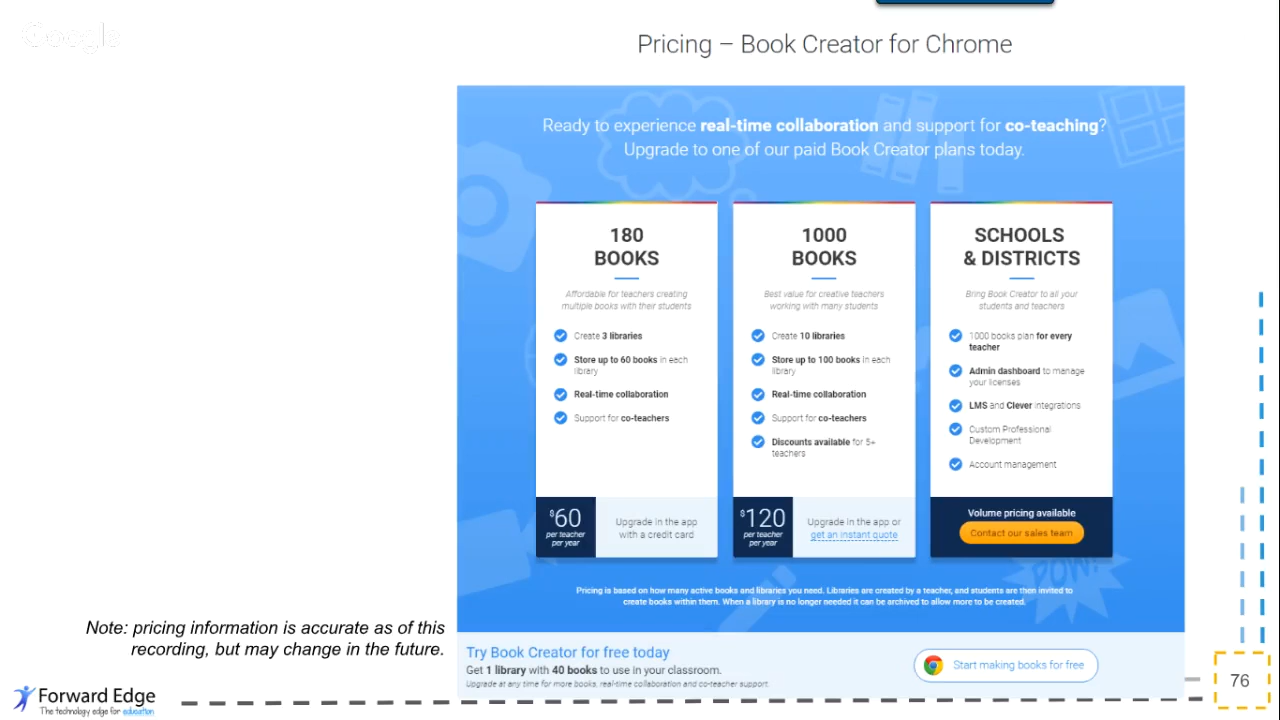 Google
Pricing – Book Creator for Chrome
Ready to experience real-time collaboration and support for co-teaching?
Upgrade to one of our paid Book Creator plans today.
180
BOOKS
Affordable for teachers creating
multiple books with their students
Create 3 libraries
Store up to 60 books in each
library
Real-time collaboration
Support for co-teachers
$60
per teacher
per year
Upgrade in the app
with a credit card
1000
BOOKS
Best value for creative teachers
working with many students
Create 10 libraries
Store up to 100 books in each
library
Real-time collaboration
Support for co-teachers
Discounts available for 5+
teachers
$120
per teacher
per year
Upgrade in the app or
get an instant quote
SCHOOLS
& DISTRICTS
Bring Book Creator to all your
students and teachers
1000 books plan for every
teacher
Admin dashboard to manage
your licenses
LMS and Clever integrations
Custom Professional
Development
Account management
Volume pricing available
Contact our sales team
POW!
Pricing is based on how many active books and libraries you need. Libraries are created by a teacher, and students are then invited to
create books within them. When a library is no longer needed it can be archived to allow more to be created.
Note: pricing information is accurate as of this
recording, but may change in the future.
Try Book Creator for free today
Get 1 library with 40 books to use in your classroom.
Upgrade at any time for more books, real-time collaboration and co-teacher support.
Start making books for free
Forward Edge
The technology edge for education
76